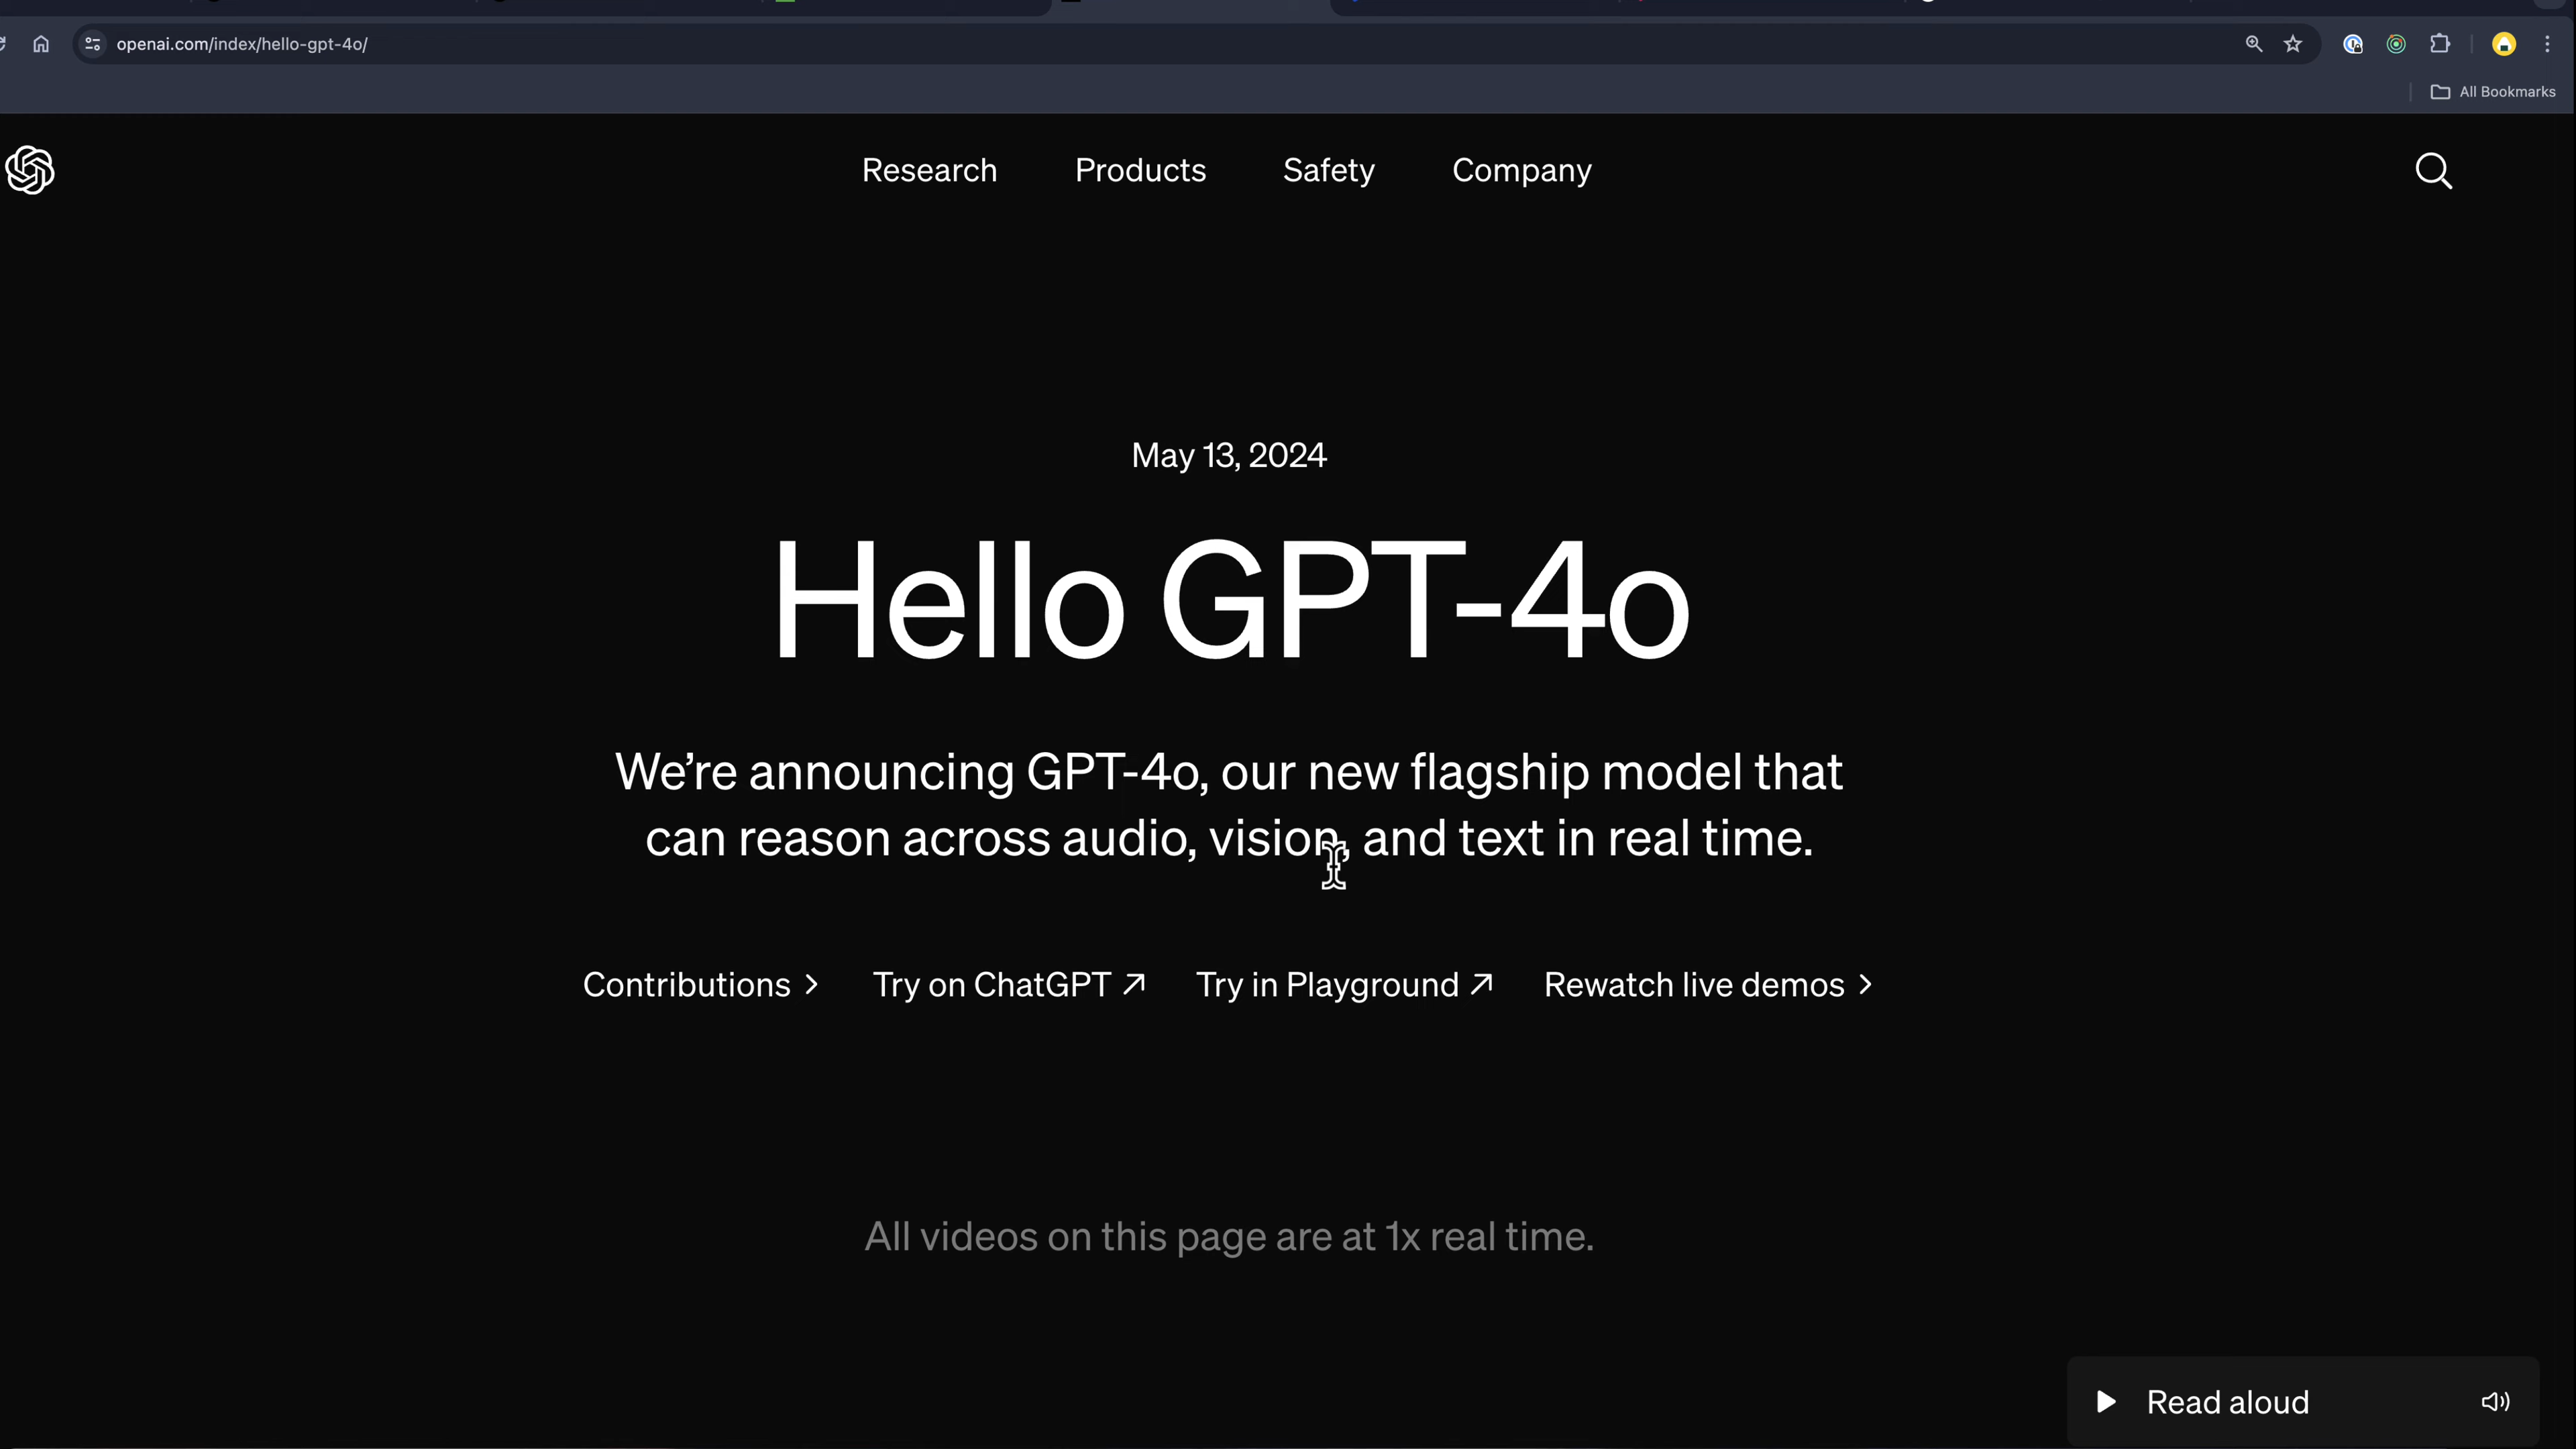 openai.com/index/hello-gpt-4o/
All Bookmarks
Research Products Safety Company
May 13, 2024
Hello GPT-4o
We’re announcing GPT-4o, our new flagship model that
can reason across audio, vision, and text in real time.
Contributions Try on ChatGPT Try in Playground Rewatch live demos
All videos on this page are at 1x real time.
Read aloud